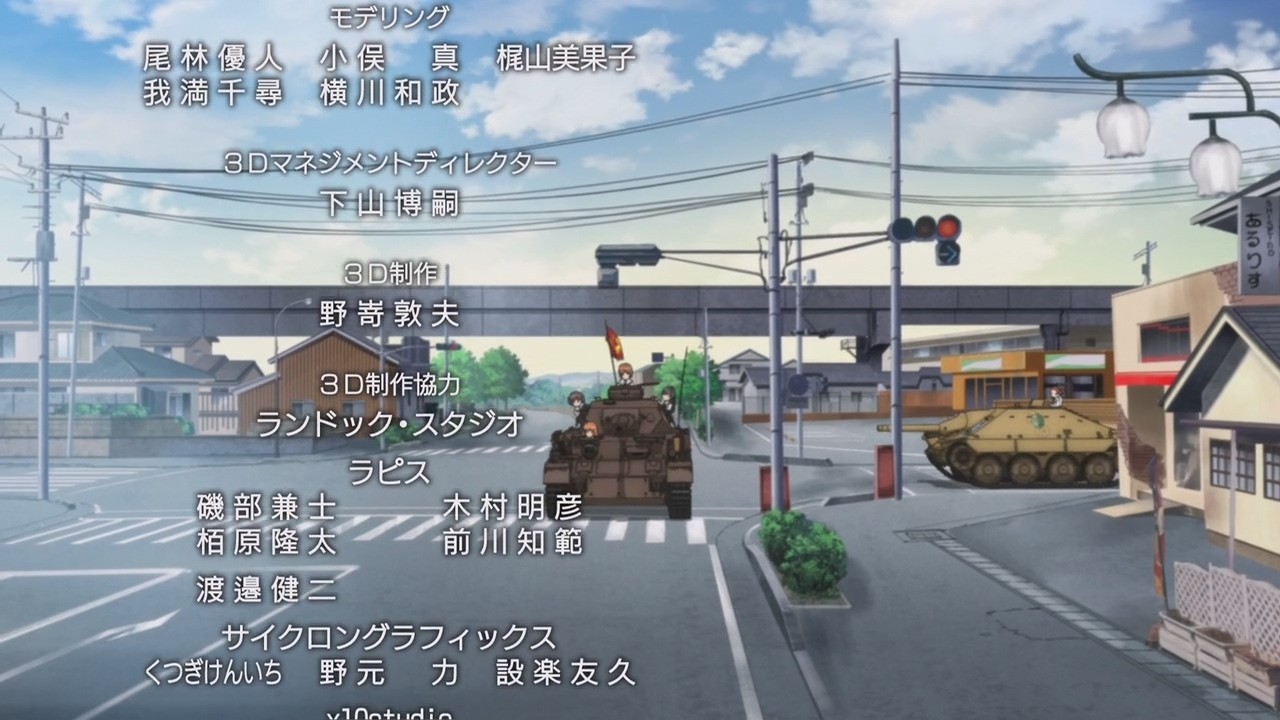 モデリング
尾林優人　小俣　真　梶山美果子
我満千尋　横川和政
３Ｄマネジメントディレクター
下山博嗣
３Ｄ制作
野嵜敦夫
３Ｄ制作協力
ランドック・スタジオ
ラピス
磯部兼士　木村明彦
栢原隆太　前川知範
渡邉健二
サイクロングラフィックス
くつぎけんいち　野元　力　設楽友久
x10studio
あるりす